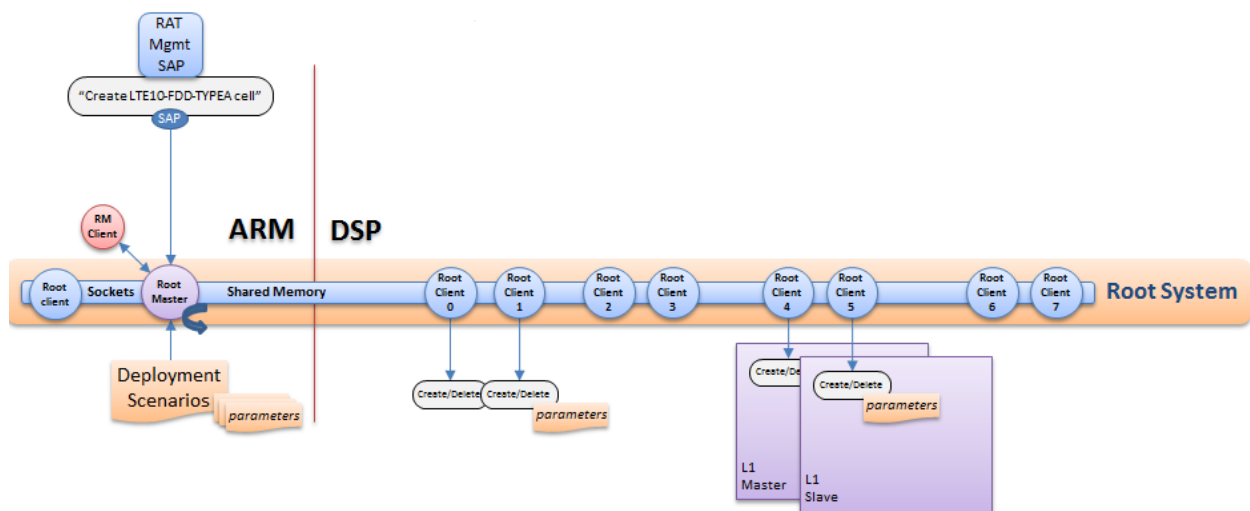 RAT
Mgmt
SAP
“Create LTE10-FDD-TYPEA cell”
SAP
RM
Client
ARM
DSP
Root
client
Sockets
Root
Master
Shared Memory
Root
Client
0
Root
Client
1
Root
Client
2
Root
Client
3
Root
Client
4
Root
Client
5
Root
Client
6
Root
Client
7
Root System
Deployment
Scenarios
parameters
Create/Delete
Create/Delete
parameters
Create/De
Create/Delete
parameters
L1
Master
L1
Slave